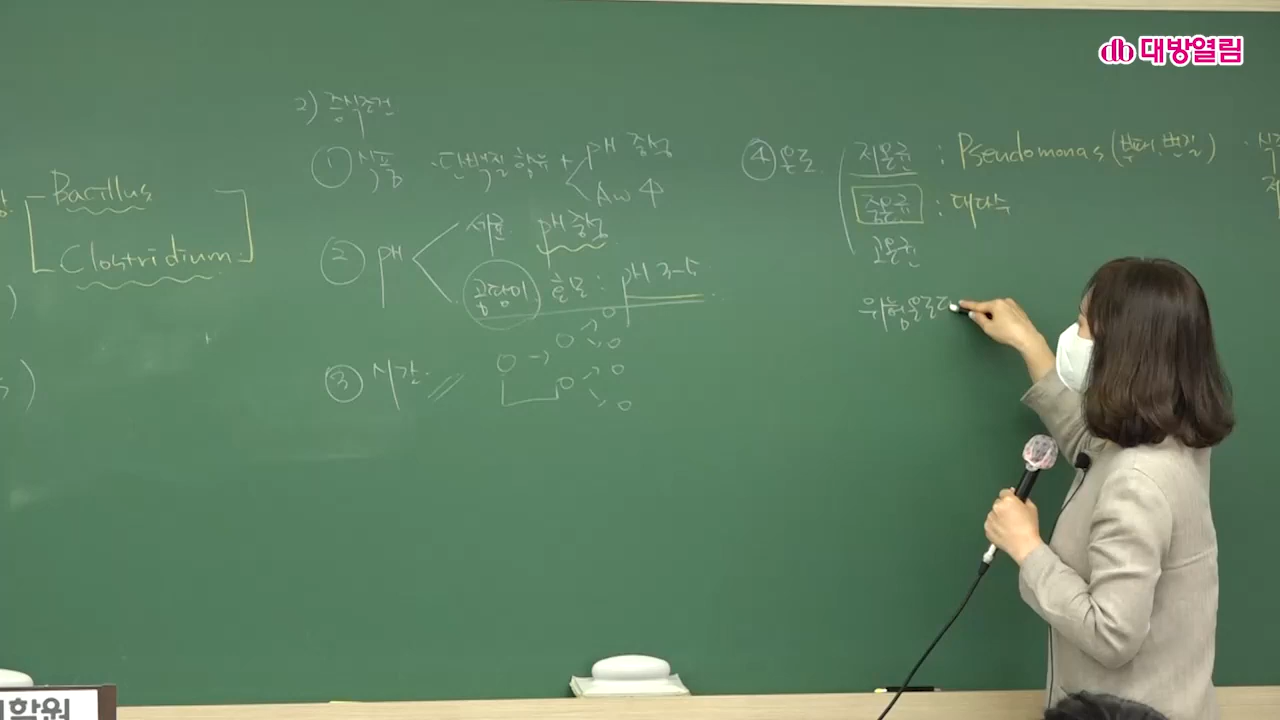 대방열림
Bacillus
Clostridium
2) 증식조건
① 식품 · 단백질 함유 + pH 중성
Aw ↑
② pH 세균 pH 중성
곰팡이, 효모 : pH 3-5
③ 시간
④ 온도 저온균 : Pseudomonas (부패, 변질)
중온균 : 대다수
고온균
위험온도
학원